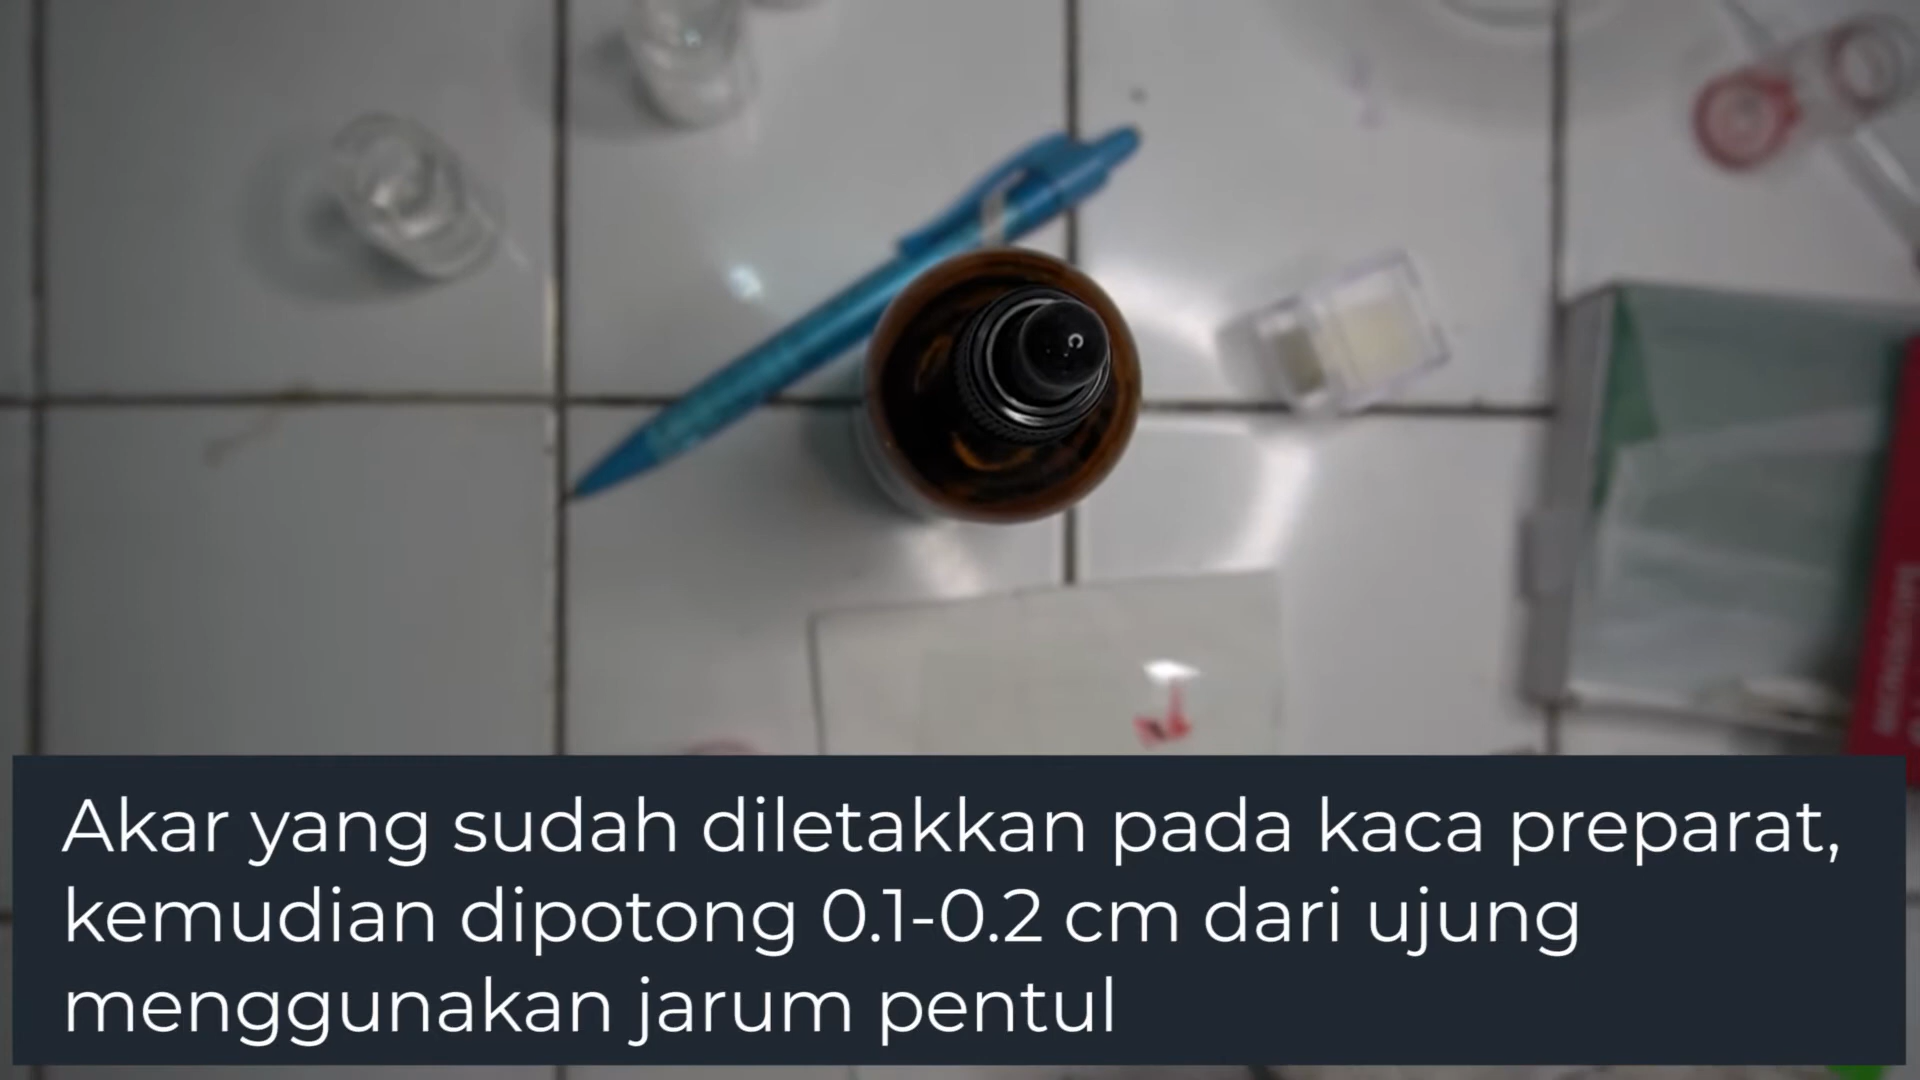 Akar yang sudah diletakkan pada kaca preparat,
kemudian dipotong 0.1-0.2 cm dari ujung
menggunakan jarum pentul